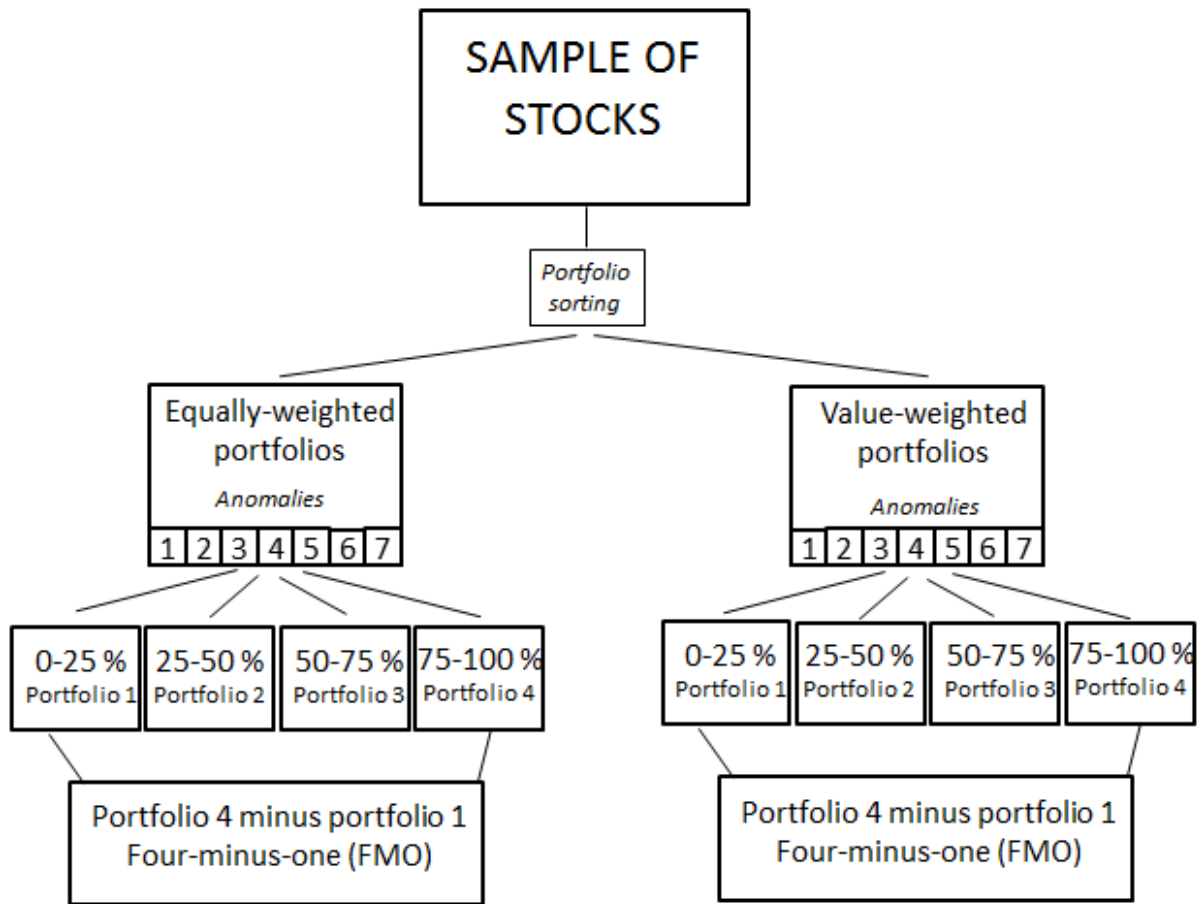 SAMPLE OF
STOCKS
Portfolio
sorting
Equally-weighted
portfolios
Anomalies
1 2 3 4 5 6 7
Value-weighted
portfolios
Anomalies
1 2 3 4 5 6 7
0-25 %
Portfolio 1
25-50 %
Portfolio 2
50-75 %
Portfolio 3
75-100 %
Portfolio 4
0-25 %
Portfolio 1
25-50 %
Portfolio 2
50-75 %
Portfolio 3
75-100 %
Portfolio 4
Portfolio 4 minus portfolio 1
Four-minus-one (FMO)
Portfolio 4 minus portfolio 1
Four-minus-one (FMO)